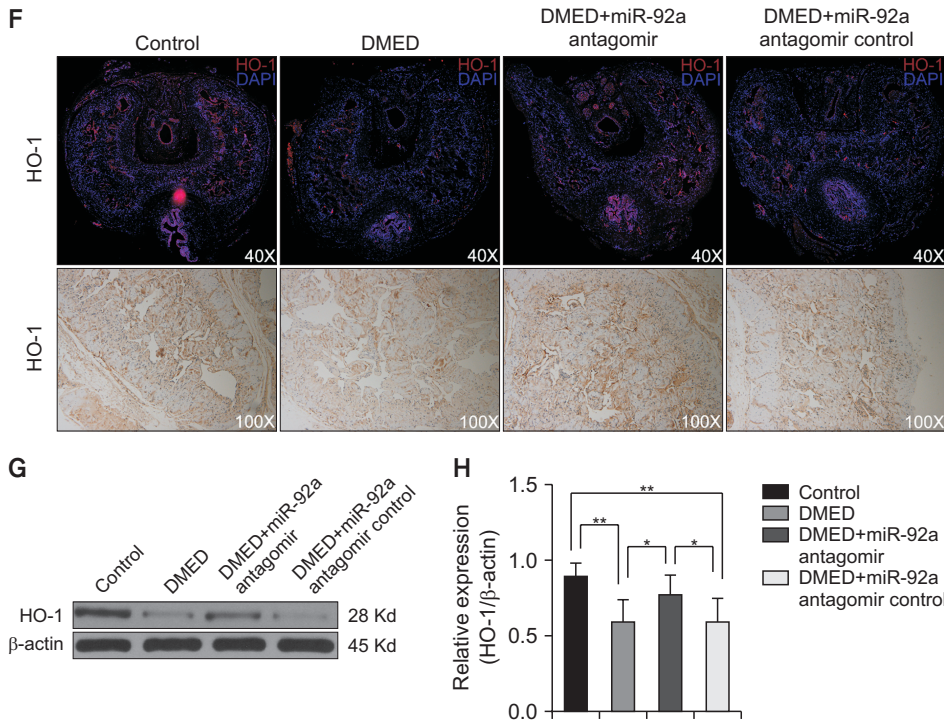 F
Control
DMED
DMED+miR-92a
antagomir
DMED+miR-92a
antagomir control
HO-1
HO-1
DAPI
40X
HO-1
DAPI
40X
HO-1
DAPI
40X
HO-1
DAPI
40X
HO-1
100X
100X
100X
100X
G
Control
DMED
DMED+miR-92a
antagomir
DMED+miR-92a
antagomir control
HO-1
28 Kd
β-actin
45 Kd
H
Relative expression
(HO-1/β-actin)
1.5
1.0
0.5
0.0
**
**
*
*
Control
DMED
DMED+miR-92a
antagomir
DMED+miR-92a
antagomir control